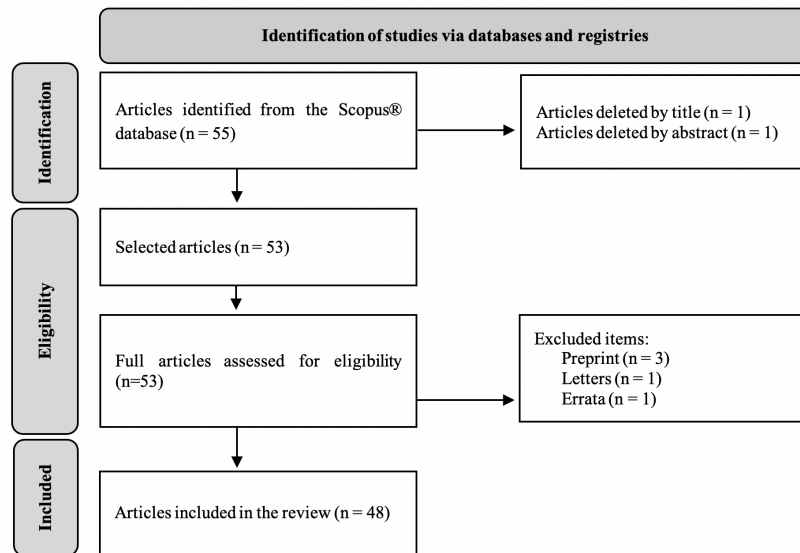 Identification of studies via databases and registries
Identification
Articles identified from the Scopus®
database (n = 55)
Articles deleted by title (n = 1)
Articles deleted by abstract (n = 1)
Eligibility
Selected articles (n = 53)
Full articles assessed for eligibility
(n=53)
Excluded items:
Preprint (n = 3)
Letters (n = 1)
Errata (n = 1)
Included
Articles included in the review (n = 48)